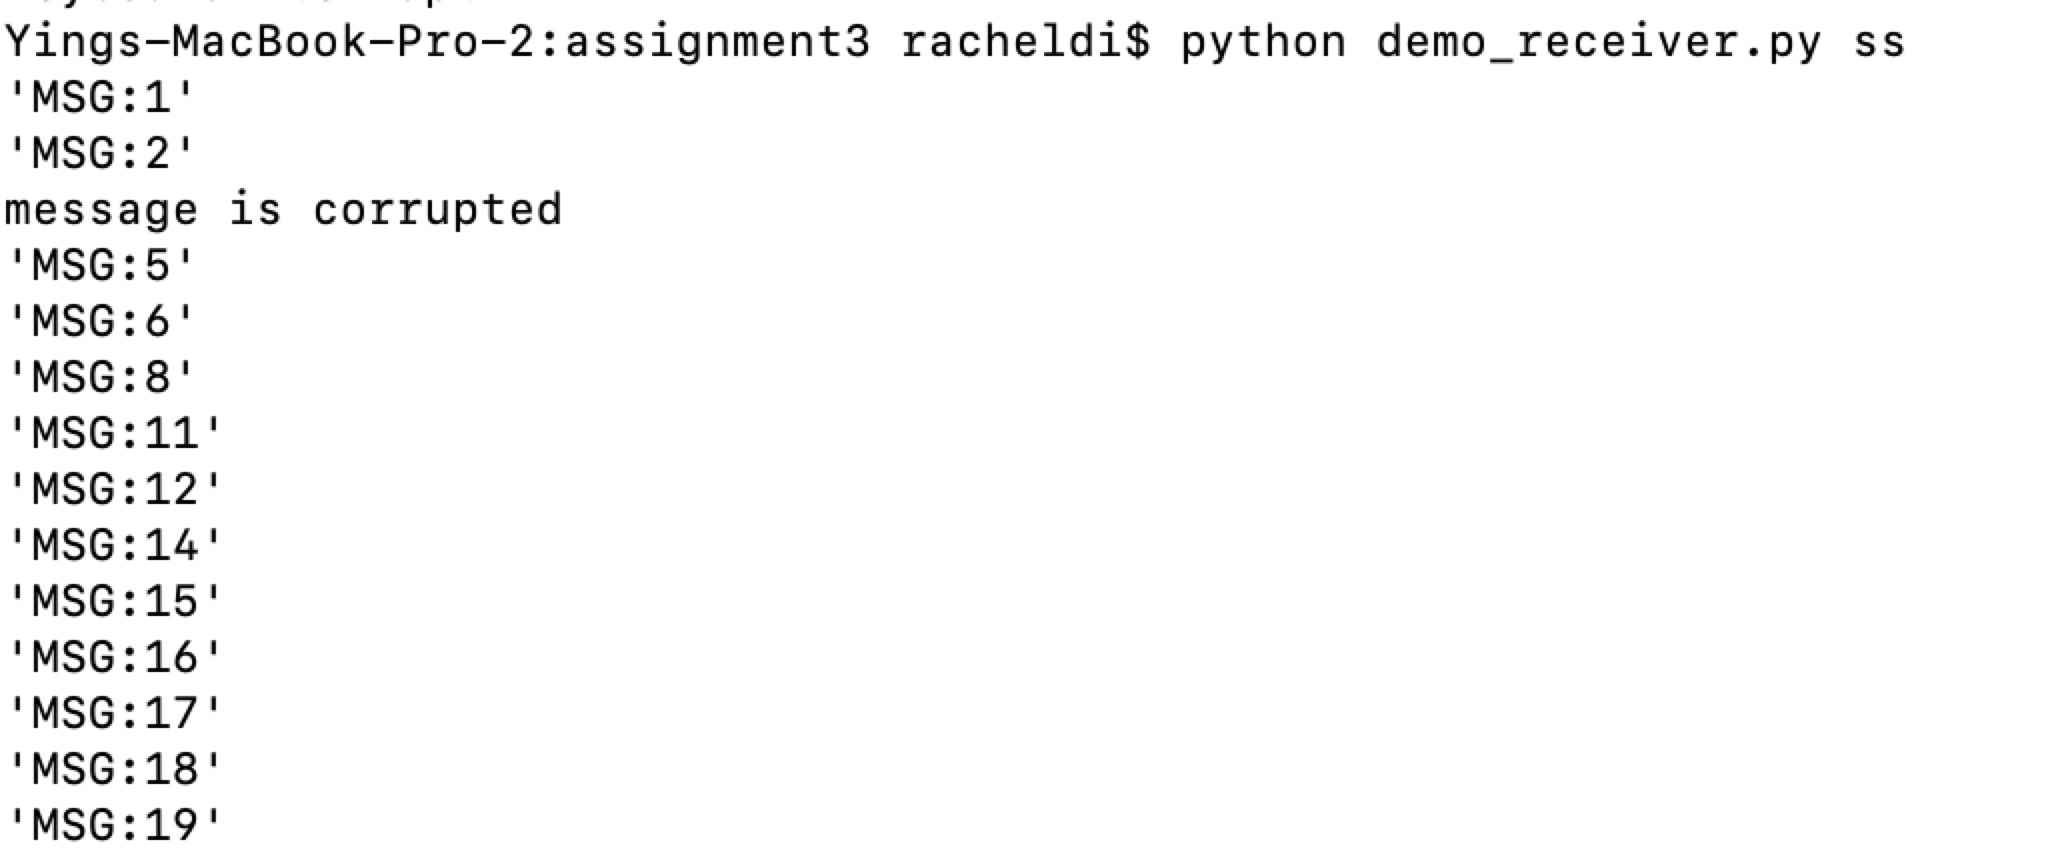 Yings-MacBook-Pro-2:assignment3 racheldi$ python demo_receiver.py ss
'MSG:1'
'MSG:2'
message is corrupted
'MSG:5'
'MSG:6'
'MSG:8'
'MSG:11'
'MSG:12'
'MSG:14'
'MSG:15'
'MSG:16'
'MSG:17'
'MSG:18'
'MSG:19'